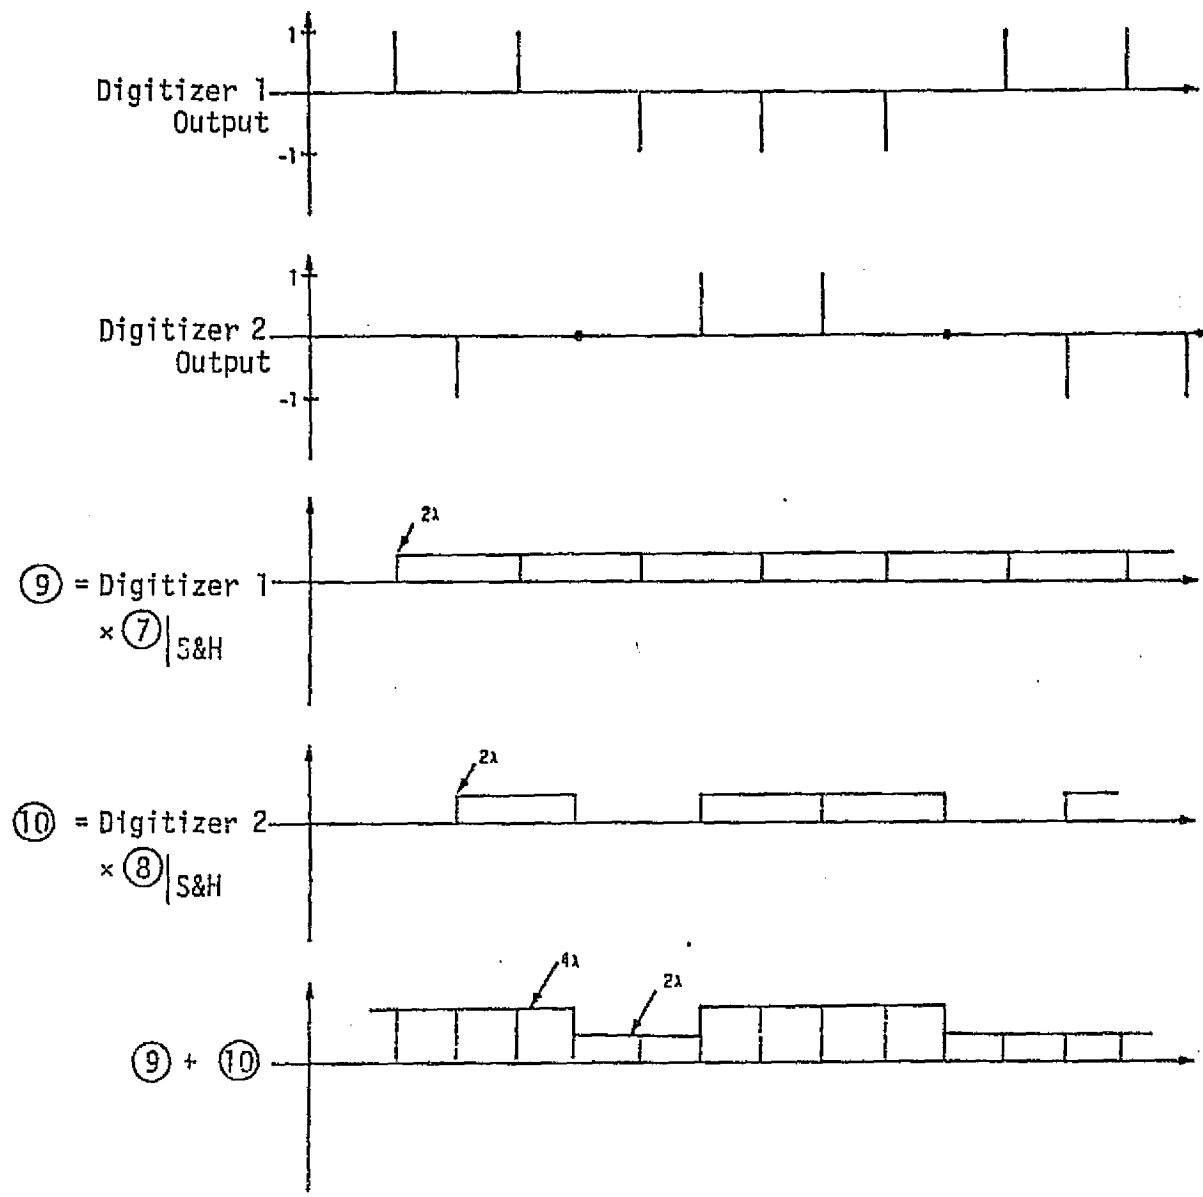 1
Digitizer 1
Output
-1
1
Digitizer 2
Output
-1
2λ
⑨ = Digitizer 1
× ⑦|S&H
2λ
⑩ = Digitizer 2
× ⑧|S&H
4λ
2λ
⑨ + ⑩